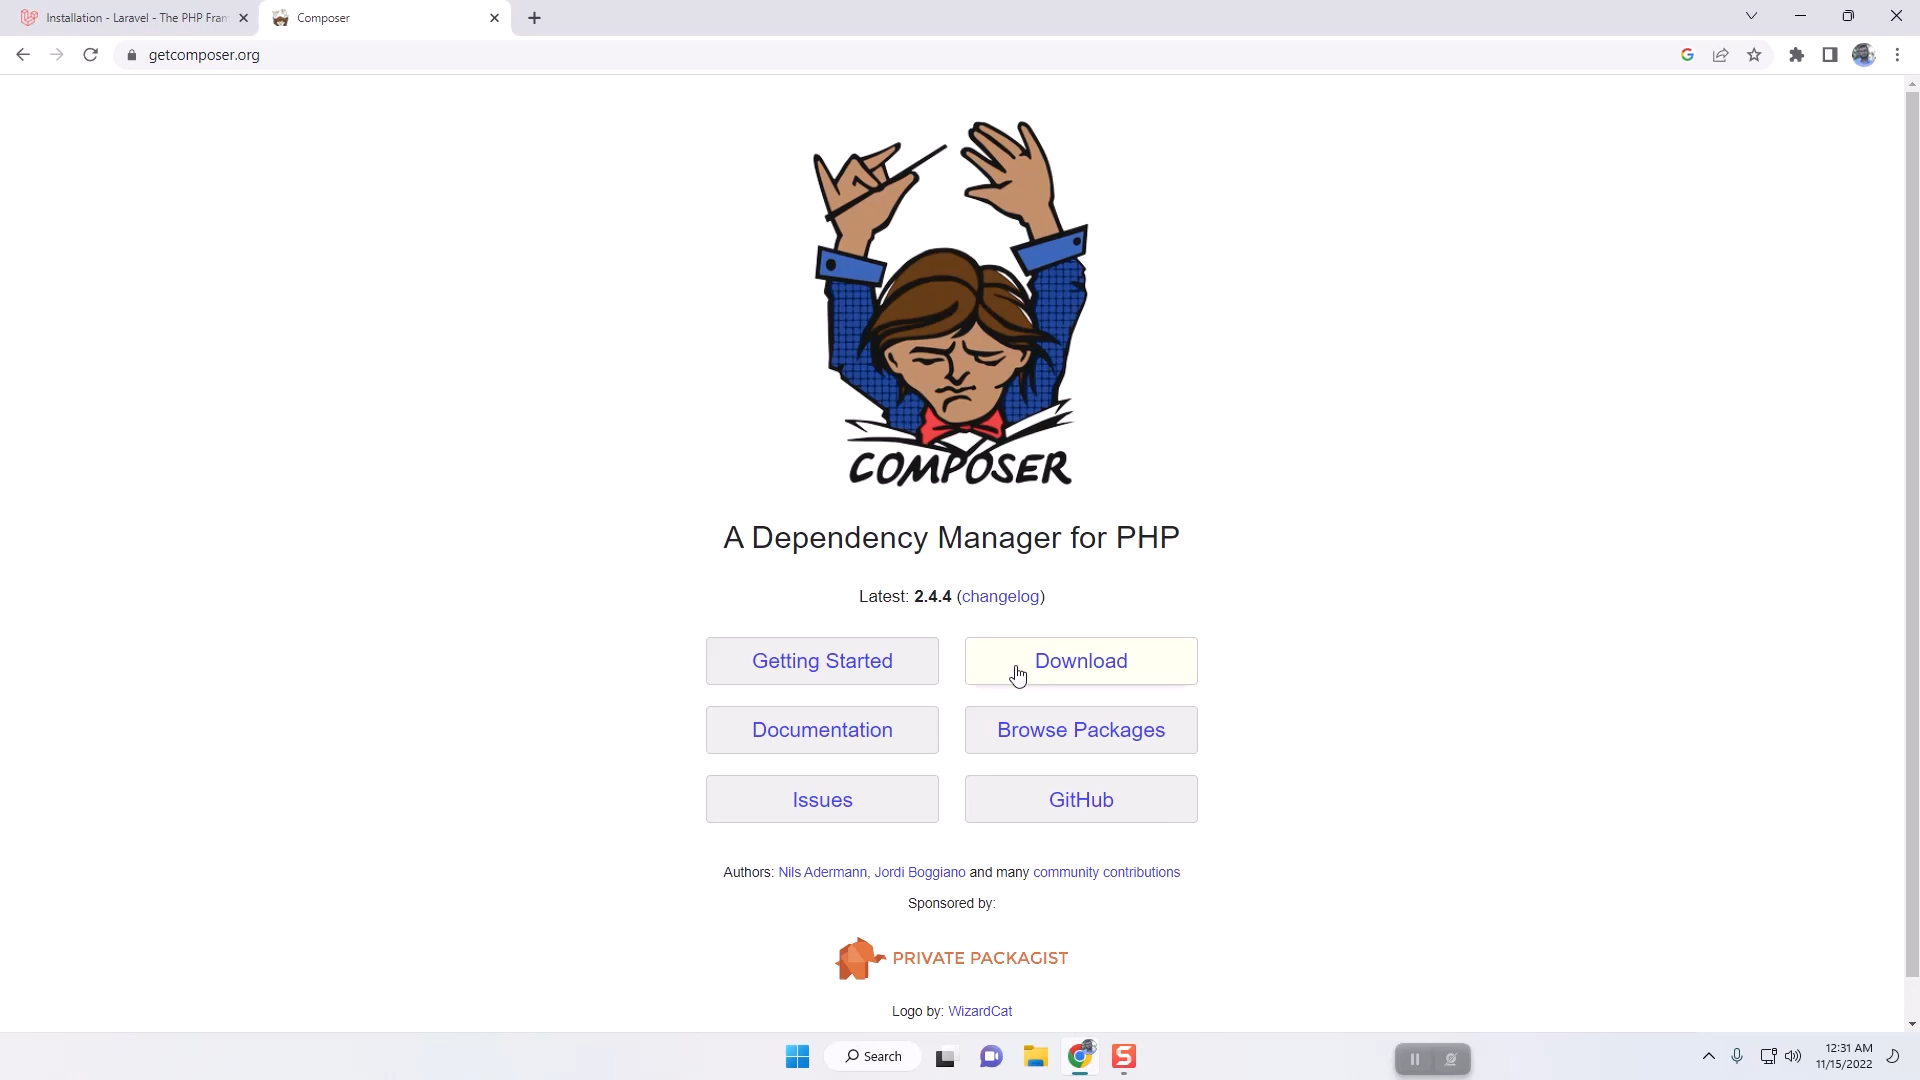 Installation - Laravel - The PHP Fram
Composer
getcomposer.org
COMPOSER
A Dependency Manager for PHP
Latest: 2.4.4 (changelog)
Getting Started
Download
Documentation
Browse Packages
Issues
GitHub
Authors: Nils Adermann, Jordi Boggiano and many community contributions
Sponsored by:
PRIVATE PACKAGIST
Logo by: WizardCat
Search
12:31 AM
11/15/2022